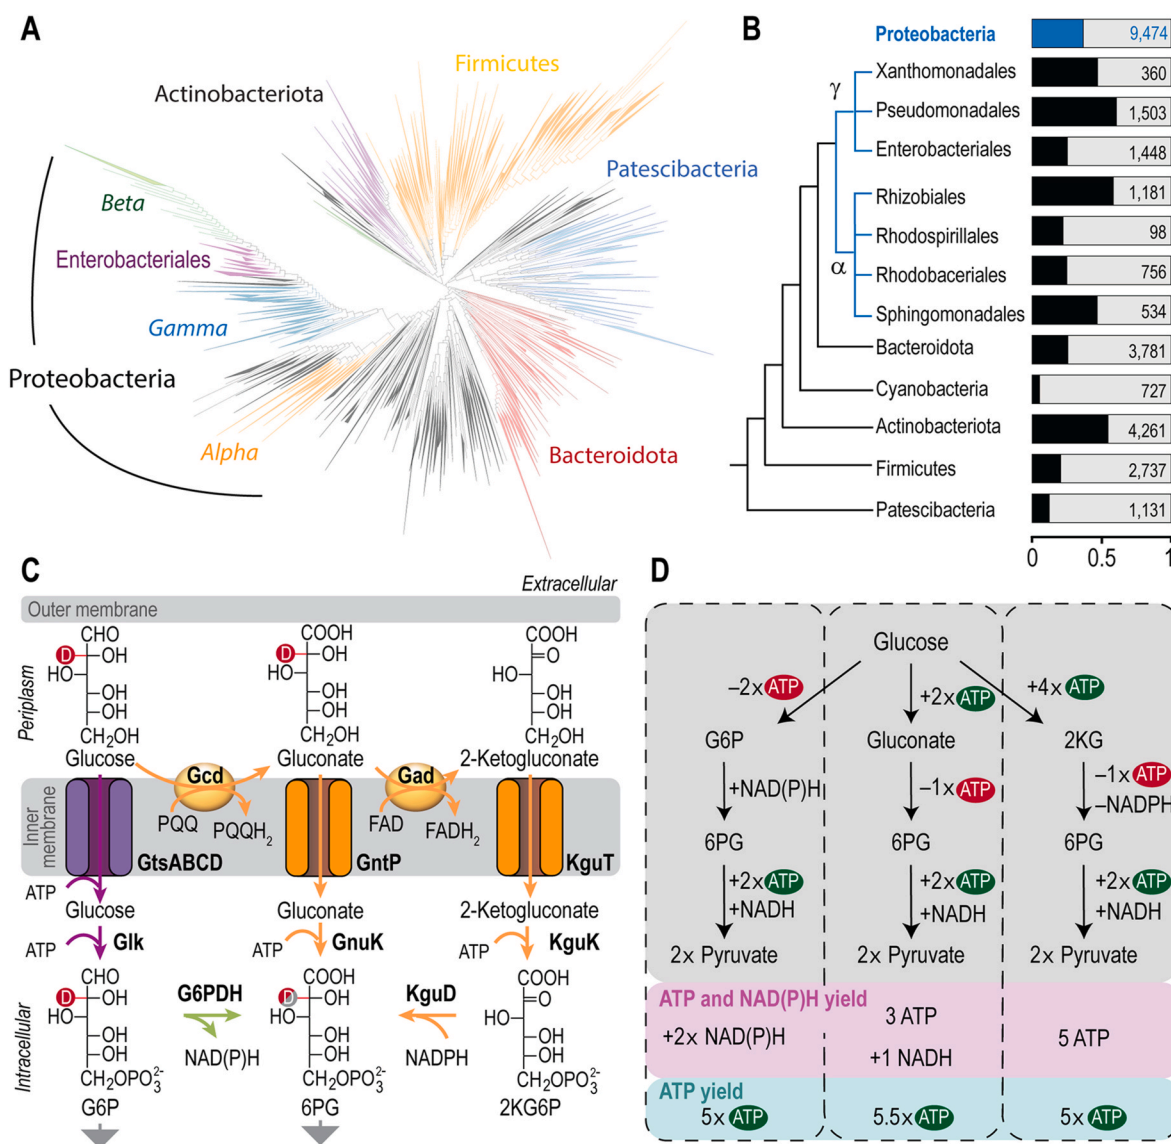 A
Firmicutes
Actinobacteriota
Patescibacteria
Beta
Enterobacteriales
Gamma
Proteobacteria
Alpha
Bacteroidota
B
Proteobacteria 9,474
γ
Xanthomonadales 360
Pseudomonadales 1,503
Enterobacteriales 1,448
Rhizobiales 1,181
Rhodospirillales 98
α
Rhodobaceriales 756
Sphingomonadales 534
Bacteroidota 3,781
Cyanobacteria 727
Actinobacteriota 4,261
Firmicutes 2,737
Patescibacteria 1,131
0 0.5 1
C
Extracellular
Outer membrane
Periplasm
CHO COOH COOH
D OH D OH O
HO HO HO
OH OH OH
OH OH OH
CH2OH CH2OH CH2OH
Glucose Gluconate 2-Ketogluconate
Gcd Gad
Inner membrane
PQQ PQQH2 FAD FADH2
GtsABCD GntP KguT
ATP
Glucose Gluconate 2-Ketogluconate
ATP Glk ATP GnuK ATP KguK
Intracellular
CHO COOH COOH
D OH G6PDH D OH KguD O
HO HO HO
OH OH OH
OH NAD(P)H OH NADPH OH
CH2OPO3 2- CH2OPO3 2- CH2OPO3 2-
G6P 6PG 2KG6P
D
Glucose
–2x ATP +2x ATP +4x ATP
G6P Gluconate 2KG
+NAD(P)H –1x ATP –1x ATP
–NADPH
6PG 6PG 6PG
+2x ATP +2x ATP +2x ATP
+NADH +NADH +NADH
2x Pyruvate 2x Pyruvate 2x Pyruvate
ATP and NAD(P)H yield
+2x NAD(P)H 3 ATP 5 ATP
+1 NADH
ATP yield
5x ATP 5.5x ATP 5x ATP